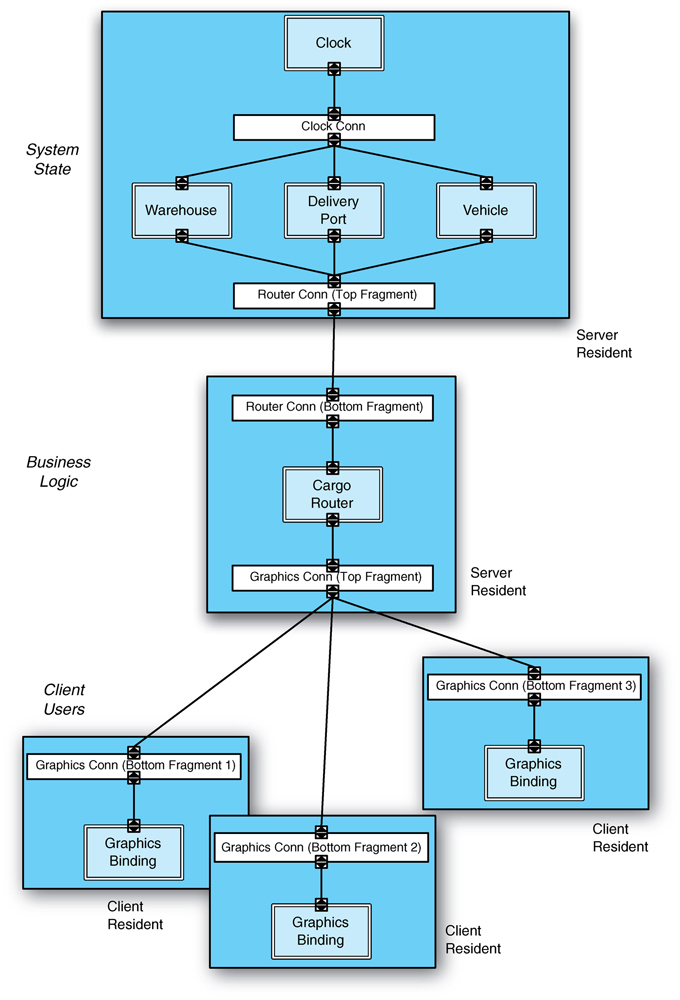 Clock
Clock Conn
System
State
Warehouse
Delivery
Port
Vehicle
Router Conn (Top Fragment)
Server
Resident
Router Conn (Bottom Fragment)
Business
Logic
Cargo
Router
Graphics Conn (Top Fragment)
Server
Resident
Client
Users
Graphics Conn (Bottom Fragment 3)
Graphics
Binding
Client
Resident
Graphics Conn (Bottom Fragment 1)
Graphics
Binding
Client
Resident
Graphics Conn (Bottom Fragment 2)
Graphics
Binding
Client
Resident